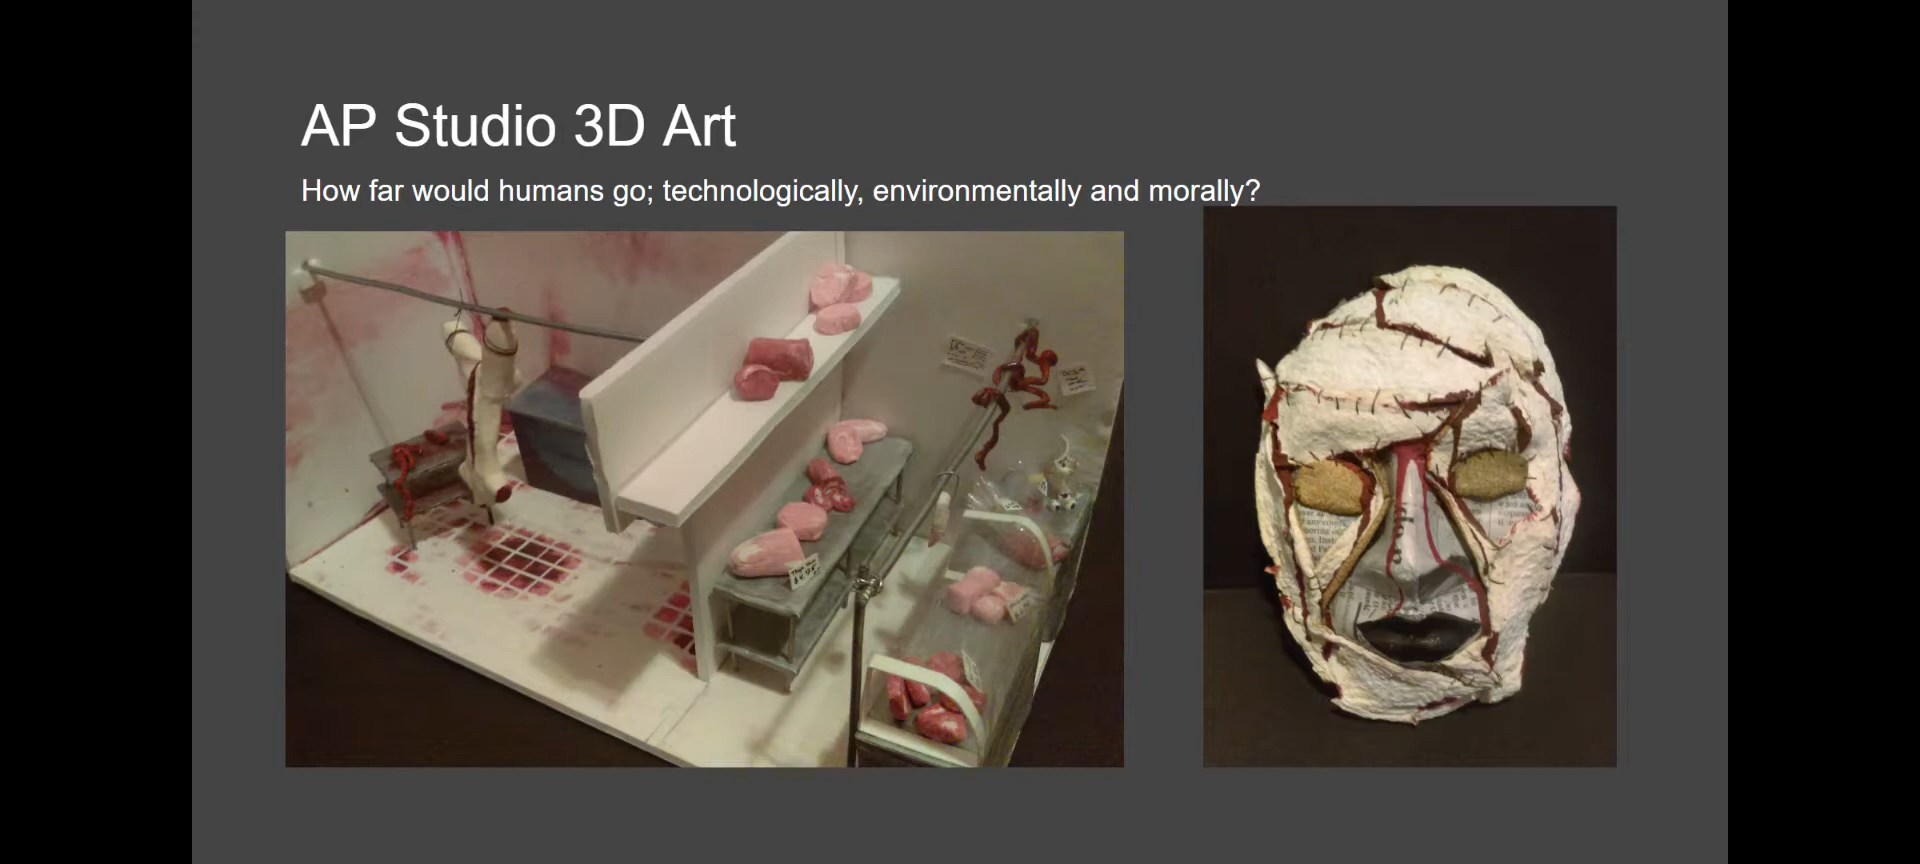 AP Studio 3D Art
How far would humans go; technologically, environmentally and morally?